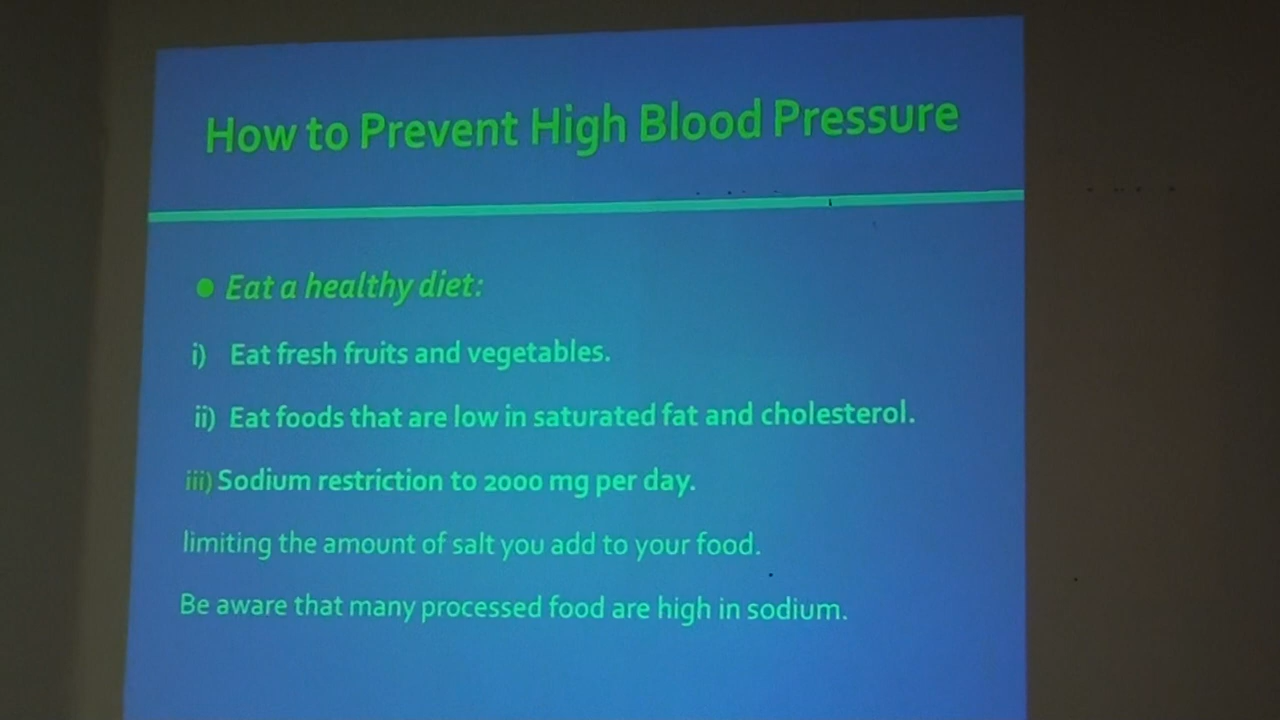 How to Prevent High Blood Pressure
● Eat a healthy diet:
i) Eat fresh fruits and vegetables.
ii) Eat foods that are low in saturated fat and cholesterol.
iii) Sodium restriction to 2000 mg per day.
limiting the amount of salt you add to your food.
Be aware that many processed food are high in sodium.